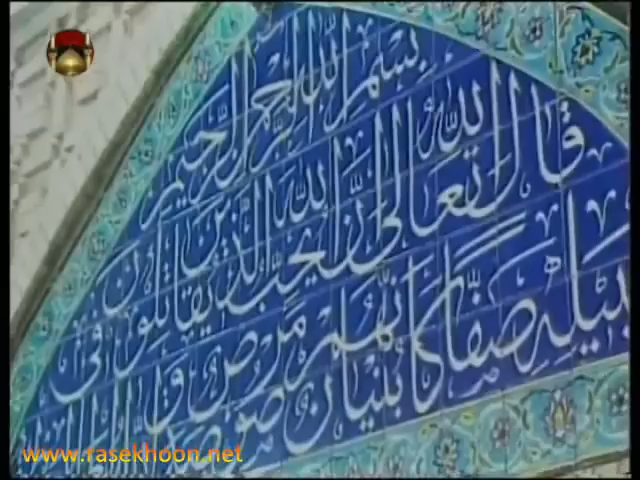 بسم الله الرحمن الرحیم
قال الله تعالی ان الله یحب الذین یقاتلون فی
سبیله صفا کانهم بنیان مرصوص و
www.rasekhoon.net